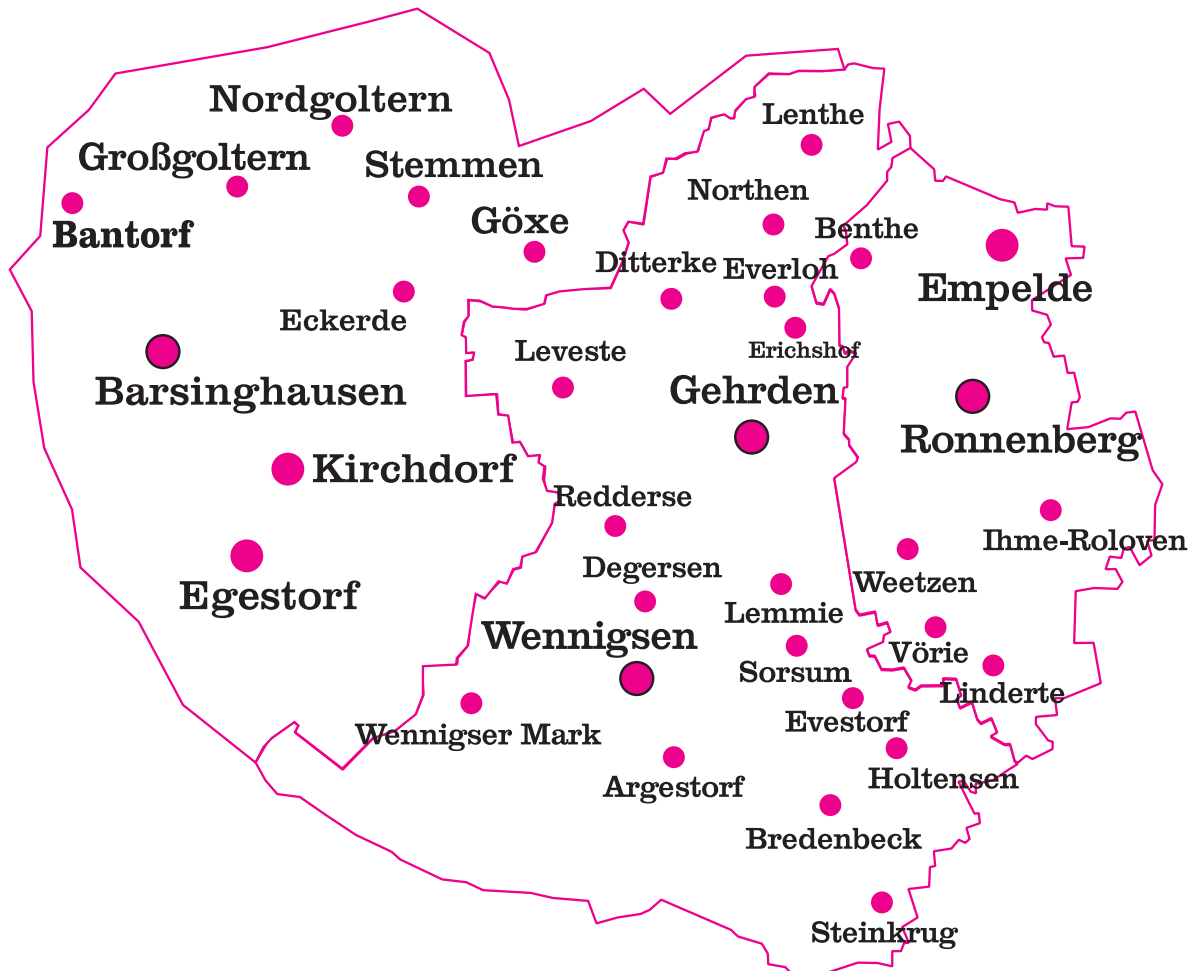 Nordgoltern
Lenthe
Großgoltern
Stemmen
Northen
Göxe
Benthe
Bantorf
Ditterke
Everloh
Empelde
Eckerde
Leveste
Erichshof
Barsinghausen
Gehrden
Ronnenberg
Kirchdorf
Redderse
Ihme-Roloven
Degersen
Weetzen
Egestorf
Lemmie
Wennigsen
Vörie
Sorsum
Linderte
Evestorf
Wennigser Mark
Holtensen
Argestorf
Bredenbeck
Steinkrug